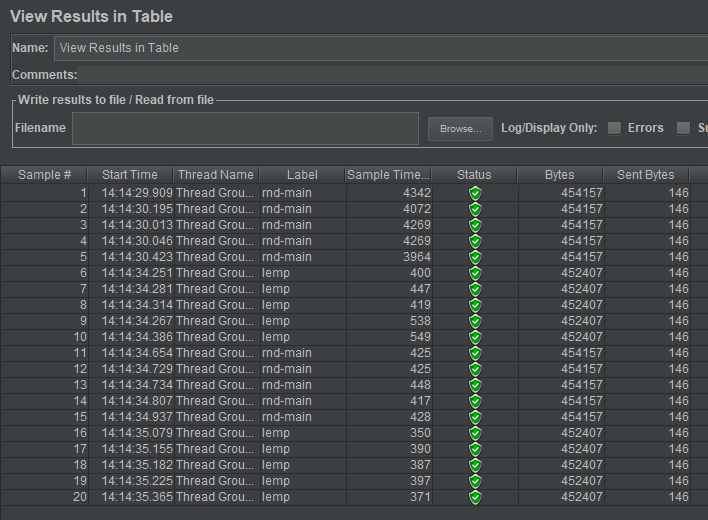 View Results in Table
Name: View Results in Table
Comments:
Write results to file / Read from file
Filename Browse... Log/Display Only: Errors Su
Sample # Start Time Thread Name Label Sample Time... Status Bytes Sent Bytes
1 14:14:29.909 Thread Grou... rnd-main 4342 454157 146
2 14:14:30.195 Thread Grou... rnd-main 4072 454157 146
3 14:14:30.013 Thread Grou... rnd-main 4269 454157 146
4 14:14:30.046 Thread Grou... rnd-main 4269 454157 146
5 14:14:30.423 Thread Grou... rnd-main 3964 454157 146
6 14:14:34.251 Thread Grou... lemp 400 452407 146
7 14:14:34.281 Thread Grou... lemp 447 452407 146
8 14:14:34.314 Thread Grou... lemp 419 452407 146
9 14:14:34.267 Thread Grou... lemp 538 452407 146
10 14:14:34.386 Thread Grou... lemp 549 452407 146
11 14:14:34.654 Thread Grou... rnd-main 425 454157 146
12 14:14:34.729 Thread Grou... rnd-main 425 454157 146
13 14:14:34.734 Thread Grou... rnd-main 448 454157 146
14 14:14:34.807 Thread Grou... rnd-main 417 454157 146
15 14:14:34.937 Thread Grou... rnd-main 428 454157 146
16 14:14:35.079 Thread Grou... lemp 350 452407 146
17 14:14:35.155 Thread Grou... lemp 390 452407 146
18 14:14:35.182 Thread Grou... lemp 387 452407 146
19 14:14:35.225 Thread Grou... lemp 397 452407 146
20 14:14:35.365 Thread Grou... lemp 371 452407 146